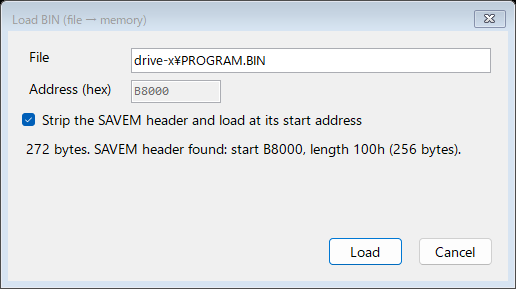 Load BIN (file — memory)
File
drive-x¥PROGRAM.BIN
Address (hex)
B8000
Strip the SAVEM header and load at its start address
272 bytes. SAVEM header found: start B8000, length 100h (256 bytes).
Load
Cancel